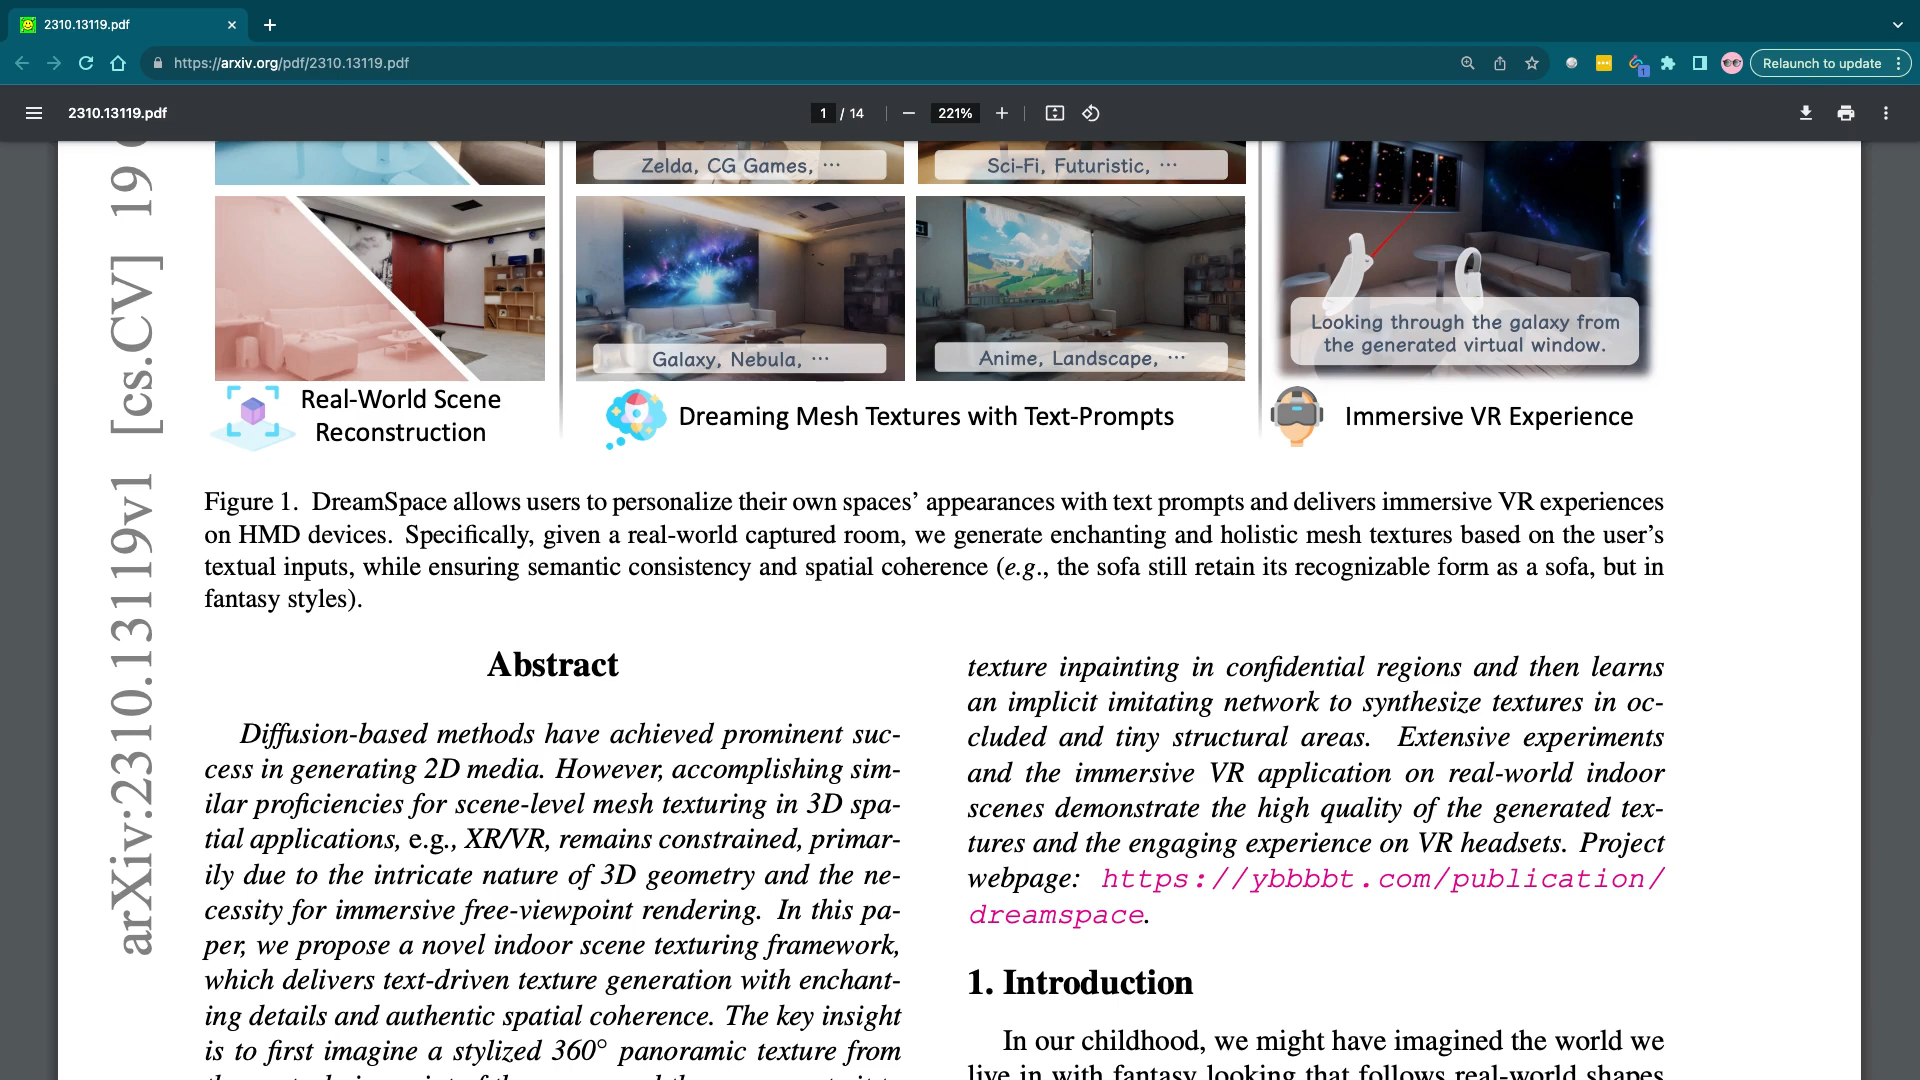 2310.13119.pdf
https://arxiv.org/pdf/2310.13119.pdf
1
Relaunch to update
2310.13119.pdf
1 / 14
221%
Zelda, CG Games, ···
Sci-Fi, Futuristic, ···
Galaxy, Nebula, ···
Anime, Landscape, ···
Looking through the galaxy from
the generated virtual window.
Real-World Scene
Reconstruction
Dreaming Mesh Textures with Text-Prompts
Immersive VR Experience
arXiv:2310.13119v1 [cs.CV] 19
Figure 1. DreamSpace allows users to personalize their own spaces’ appearances with text prompts and delivers immersive VR experiences
on HMD devices. Specifically, given a real-world captured room, we generate enchanting and holistic mesh textures based on the user’s
textual inputs, while ensuring semantic consistency and spatial coherence (e.g., the sofa still retain its recognizable form as a sofa, but in
fantasy styles).
Abstract
Diffusion-based methods have achieved prominent suc-
cess in generating 2D media. However, accomplishing sim-
ilar proficiencies for scene-level mesh texturing in 3D spa-
tial applications, e.g., XR/VR, remains constrained, primar-
ily due to the intricate nature of 3D geometry and the ne-
cessity for immersive free-viewpoint rendering. In this pa-
per, we propose a novel indoor scene texturing framework,
which delivers text-driven texture generation with enchant-
ing details and authentic spatial coherence. The key insight
is to first imagine a stylized 360° panoramic texture from
texture inpainting in confidential regions and then learns
an implicit imitating network to synthesize textures in oc-
cluded and tiny structural areas. Extensive experiments
and the immersive VR application on real-world indoor
scenes demonstrate the high quality of the generated tex-
tures and the engaging experience on VR headsets. Project
webpage: https://ybbbbt.com/publication/
dreamspace.
1. Introduction
In our childhood, we might have imagined the world we
live in with fantasy looking that follows real-world shapes